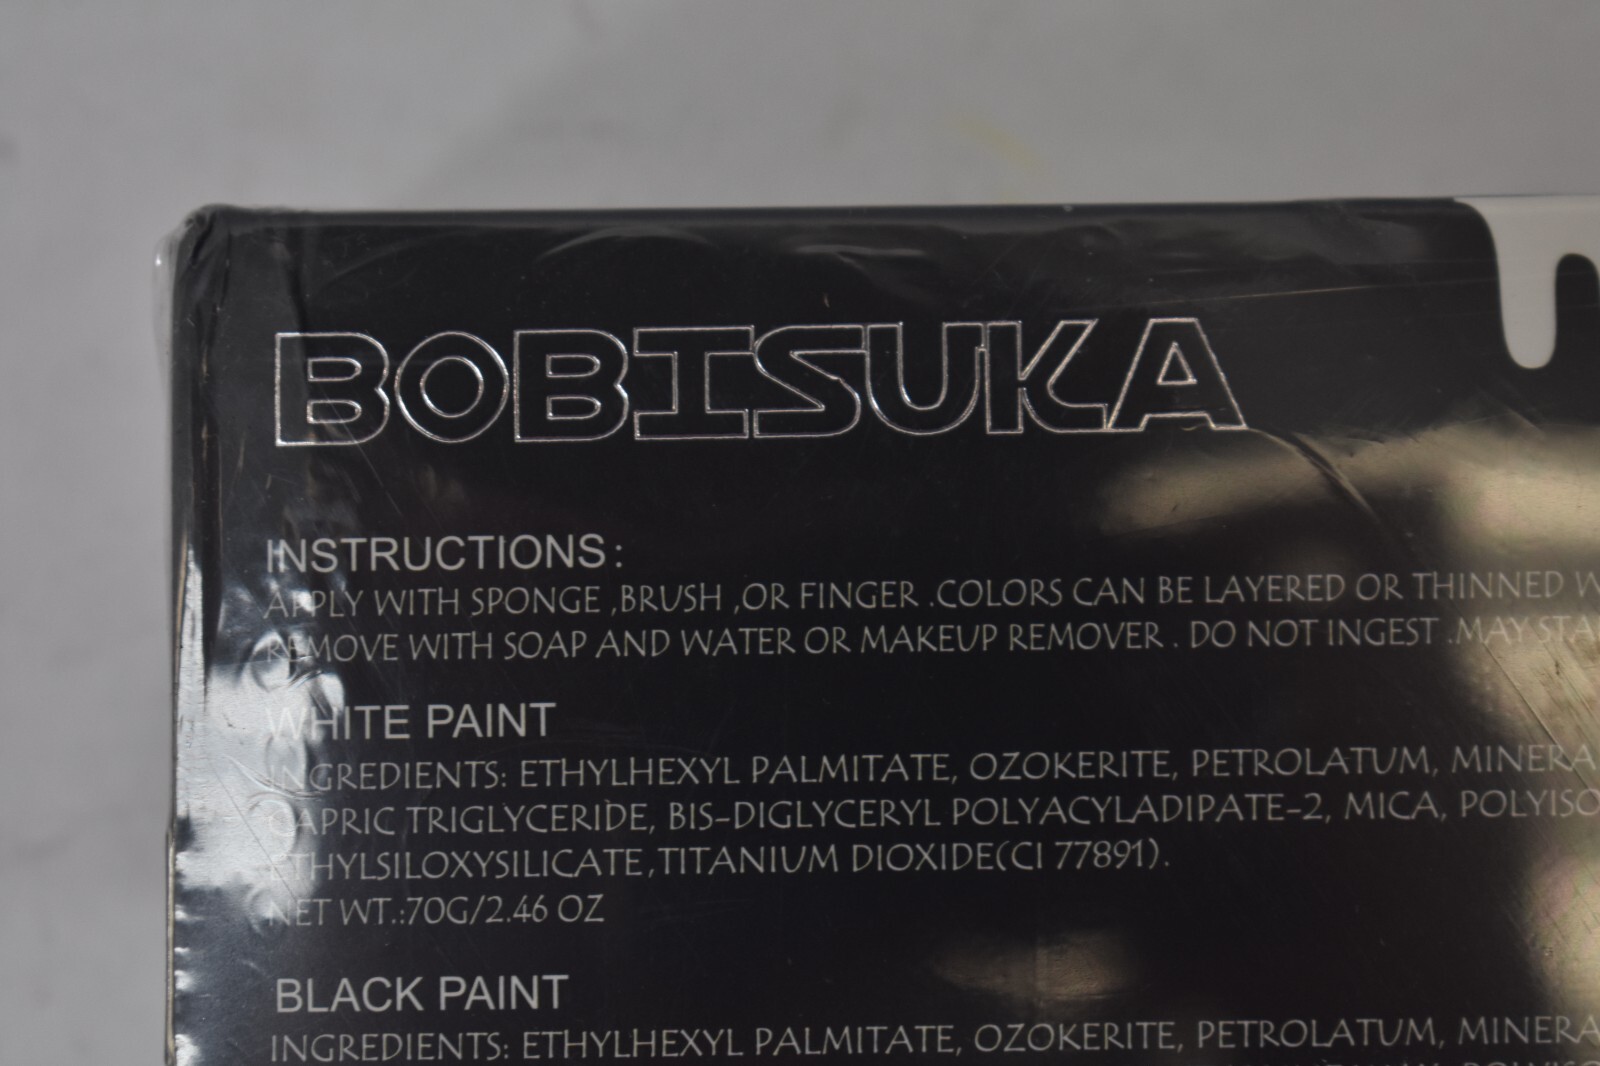 BOBISUKA
INSTRUCTIONS:
APPLY WITH SPONGE ,BRUSH ,OR FINGER .COLORS CAN BE LAYERED OR THINNED
REMOVE WITH SOAP AND WATER OR MAKEUP REMOVER . DO NOT INGEST .MAY
WHITE PAINT
INGREDIENTS: ETHYLHEXYL PALMITATE, OZOKERITE, PETROLATUM,
CAPRIC TRIGLYCERIDE, BIS-DIGLYCERYL POLYACYLADIPATE-2, MICA,
ETHYLSILOXYSILICATE,TITANIUM DIOXIDE(CI 77891).
NET WT.:70G/2.46 OZ
BLACK PAINT
INGREDIENTS: ETHYLHEXYL PALMITATE, OZOKERITE, PETROLATUM,